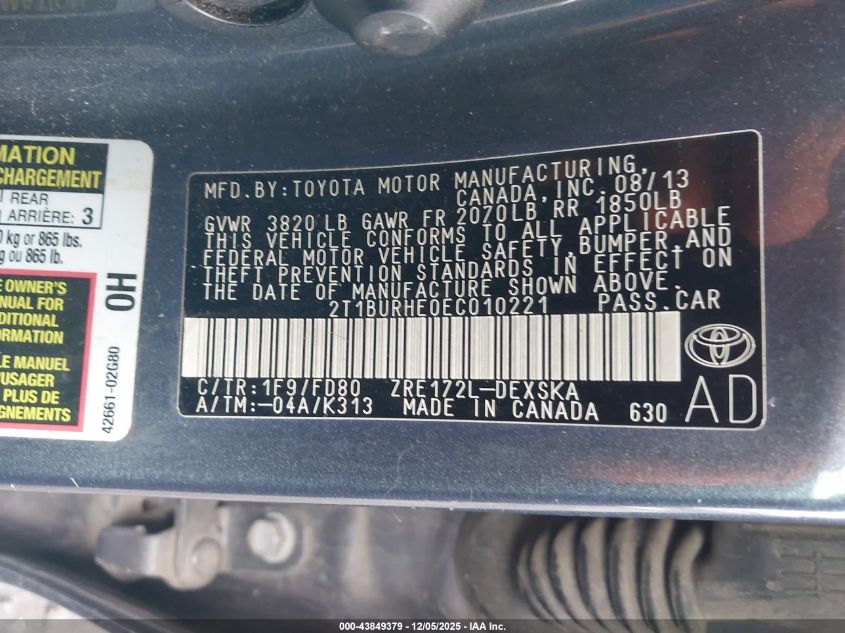 MATION
CHARGEMENT
REAR
ARRIÈRE: 3
kg or 865 lbs.
ou 865 lb.
OWNER'S
MANUAL FOR
DDITIONAL
FORMATION
LE MANUEL
USAGER
PLUS DE
SEIGNEMENTS
OH
42661-02G80
MFD.BY:TOYOTA MOTOR MANUFACTURING,
CANADA, INC. 08/13
GVWR 3820 LB GAWR FR 2070LB, RR 1850LB
THIS VEHICLE CONFORMS TO ALL APPLICABLE
FEDERAL MOTOR VEHICLE SAFETY, BUMPER, AND
THEFT PREVENTION STANDARDS IN EFFECT ON
THE DATE OF MANUFACTURE SHOWN ABOVE.
2T1BURHE0EC010221 PASS.CAR
C/TR:1F9/FD80 ZRE172L-DEXSKA
A/TM:-04A/K313 MADE IN CANADA 630
AD
000-43849379 - 12/05/2025 - IAA Inc.